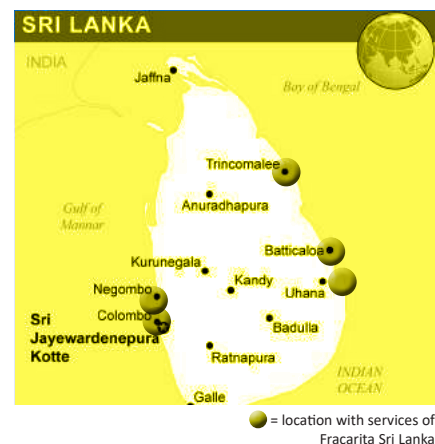 SRI LANKA
INDIA
Jaffna
Bay of Bengal
Trincomalee
Anuradhapura
Gulf of
Mannar
Batticaloa
Kurunegala
Kandy
Uhana
Negombo
Colombo
Sri
Jayewardenepura
Kotte
Badulla
Ratnapura
INDIAN
OCEAN
Galle
= location with services of
Fracarita Sri Lanka